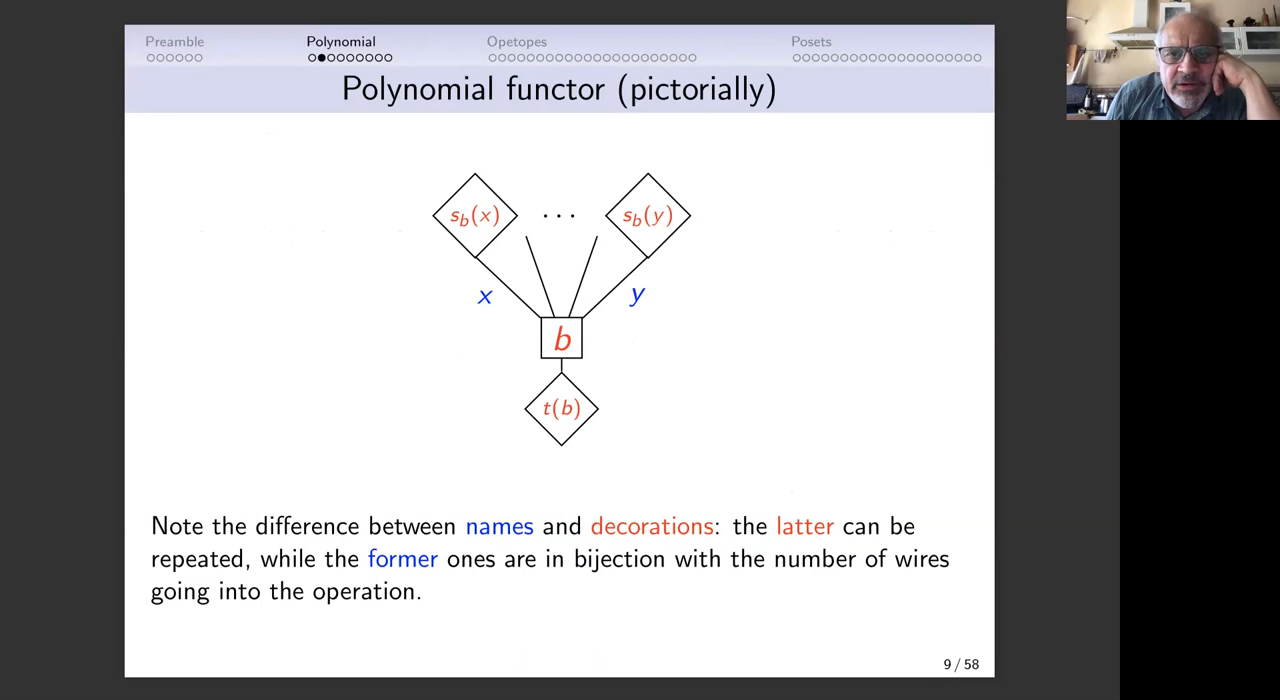 Preamble Polynomial Opetopes Posets
Polynomial functor (pictorially)
s_b(x) · · · s_b(y)
x y
b
t(b)
Note the difference between names and decorations: the latter can be
repeated, while the former ones are in bijection with the number of wires
going into the operation.
9 / 58